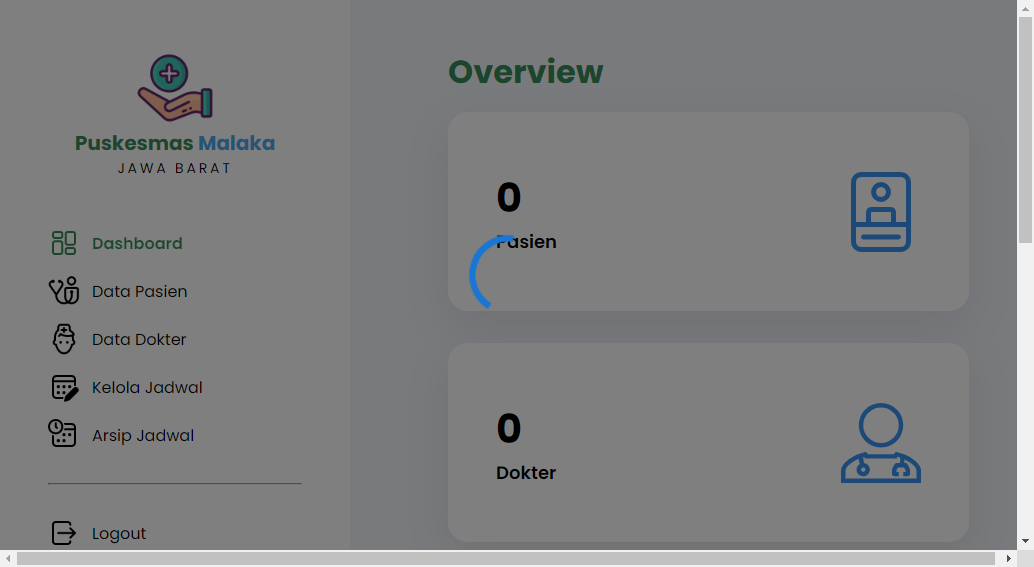 Puskesmas Malaka
JAWA BARAT
Dashboard
Data Pasien
Data Dokter
Kelola Jadwal
Arsip Jadwal
Logout
Overview
0
Pasien
0
Dokter